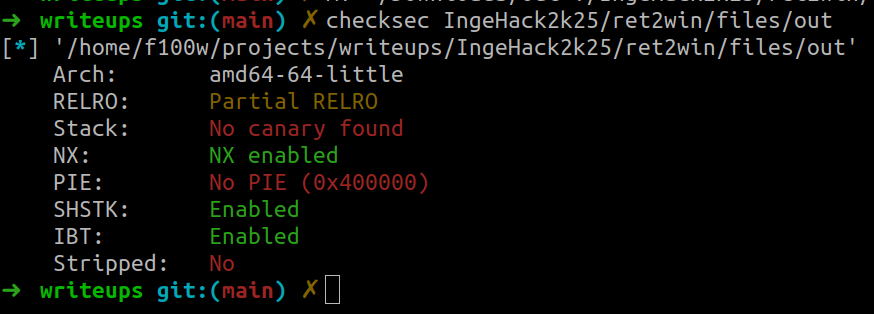 ➜ writeups git:(main) ✗ checksec IngeHack2k25/ret2win/files/out
[*] '/home/f100w/projects/writeups/IngeHack2k25/ret2win/files/out'
Arch: amd64-64-little
RELRO: Partial RELRO
Stack: No canary found
NX: NX enabled
PIE: No PIE (0x400000)
SHSTK: Enabled
IBT: Enabled
Stripped: No
➜ writeups git:(main) ✗